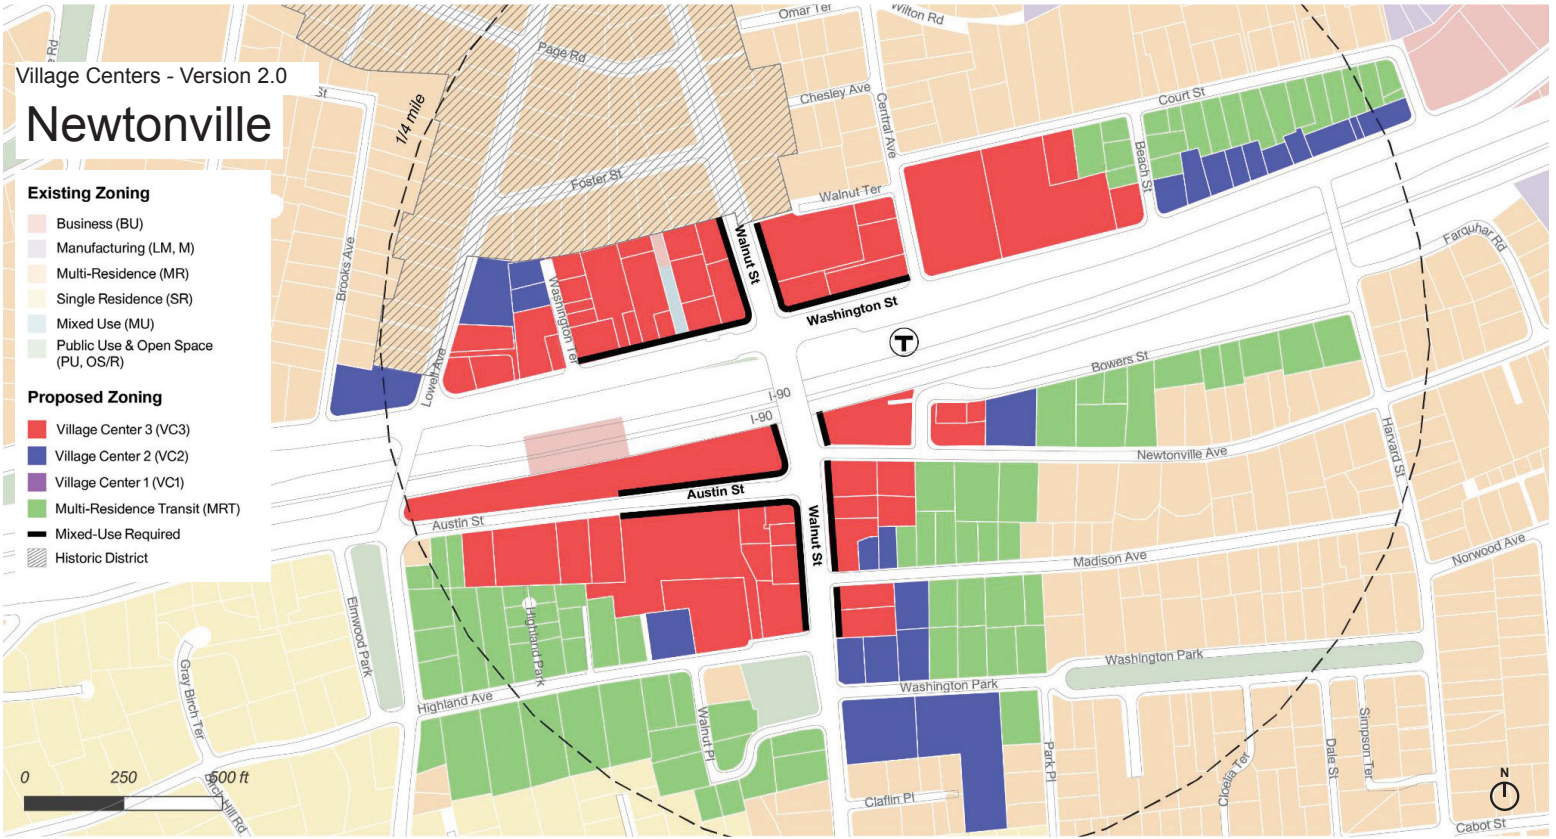 Village Centers - Version 2.0
Newtonville
Existing Zoning
Business (BU)
Manufacturing (LM, M)
Multi-Residence (MR)
Single Residence (SR)
Mixed Use (MU)
Public Use & Open Space
(PU, OS/R)
Proposed Zoning
Village Center 3 (VC3)
Village Center 2 (VC2)
Village Center 1 (VC1)
Multi-Residence Transit (MRT)
Mixed-Use Required
Historic District
0 250 500 ft
Rd
St
1/4 mile
Page Rd
Omar Ter
Wilton Rd
Chesley Ave
Central Ave
Court St
Beach St
Foster St
Walnut Ter
Walnut St
Washington St
Brooks Ave
Washington Ter
Lowell Ave
Farquhar Rd
T
I-90
I-90
Bowers St
Newtonville Ave
Harvard St
Austin St
Austin St
Walnut St
Madison Ave
Norwood Ave
Elmwood Park
Highland Park
Gray Birch Ter
Highland Ave
Walnut Pl
Washington Park
Washington Park
Park Pl
Claflin Pl
Cloelia Ter
Dale St
Simpson Ter
Birch Hill Rd
N
Cabot St